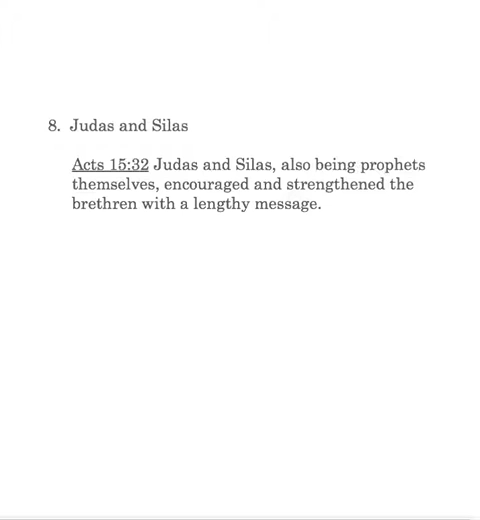 8. Judas and Silas
Acts 15:32 Judas and Silas, also being prophets
themselves, encouraged and strengthened the
brethren with a lengthy message.